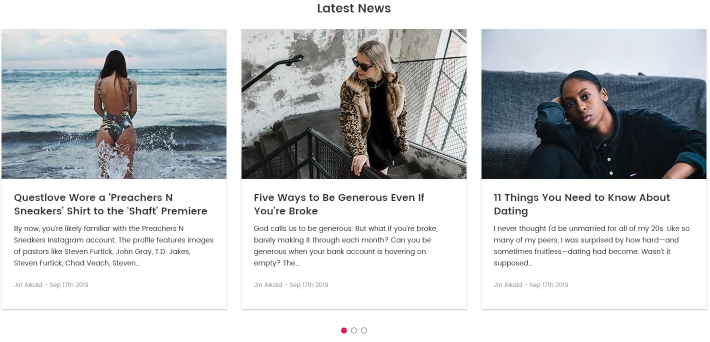 Latest News
Questlove Wore a 'Preachers N
Sneakers' Shirt to the 'Shaft' Premiere
By now, you're likely familiar with the Preachers N
Sneakers Instagram account. The profile features images
of pastors like Steven Furtick, John Gray, T.D. Jakes,
Steven Furtick, Chad Veach, Steven...
Jin Alkaid - Sep 17th 2019
Five Ways to Be Generous Even If
You're Broke
God calls us to be generous. But what if you're broke,
barely making it through each month? Can you be
generous when your bank account is hovering on
empty? The...
Jin Alkaid - Sep 17th 2019
11 Things You Need to Know About
Dating
I never thought I'd be unmarried for all of my 20s. Like so
many of my peers, I was surprised by how hard—and
sometimes fruitless—dating had become. Wasn't it
supposed...
Jin Alkaid - Sep 17th 2019